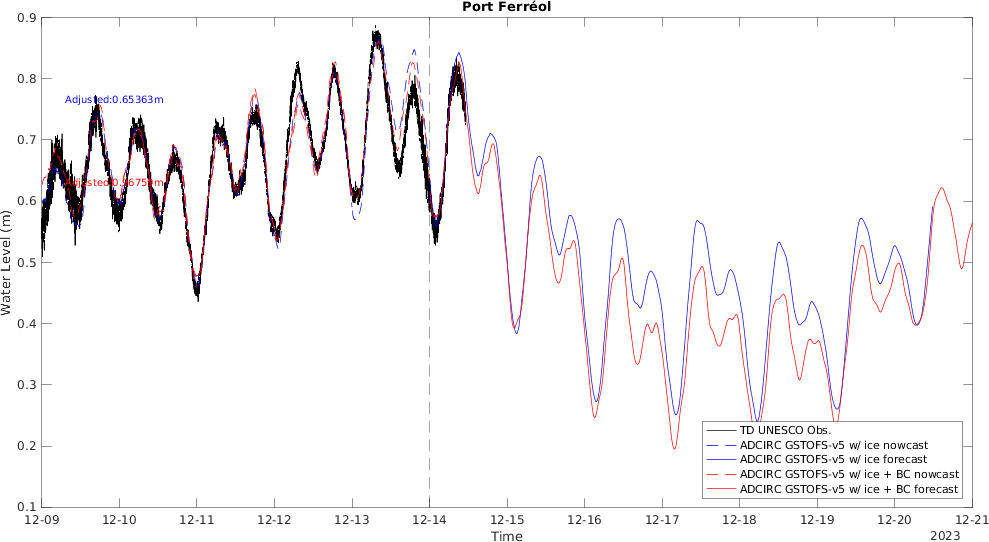 Port Ferréol
0.9
0.8
0.7
0.6
0.5
0.4
0.3
0.2
0.1
Water Level (m)
Adjusted:0.65363m
TD UNESCO Obs.
ADCIRC GSTOFS-v5 w/ ice nowcast
ADCIRC GSTOFS-v5 w/ ice forecast
ADCIRC GSTOFS-v5 w/ ice + BC nowcast
ADCIRC GSTOFS-v5 w/ ice + BC forecast
12-09 12-10 12-11 12-12 12-13 12-14 12-15 12-16 12-17 12-18 12-19 12-20 12-21
Time
2023